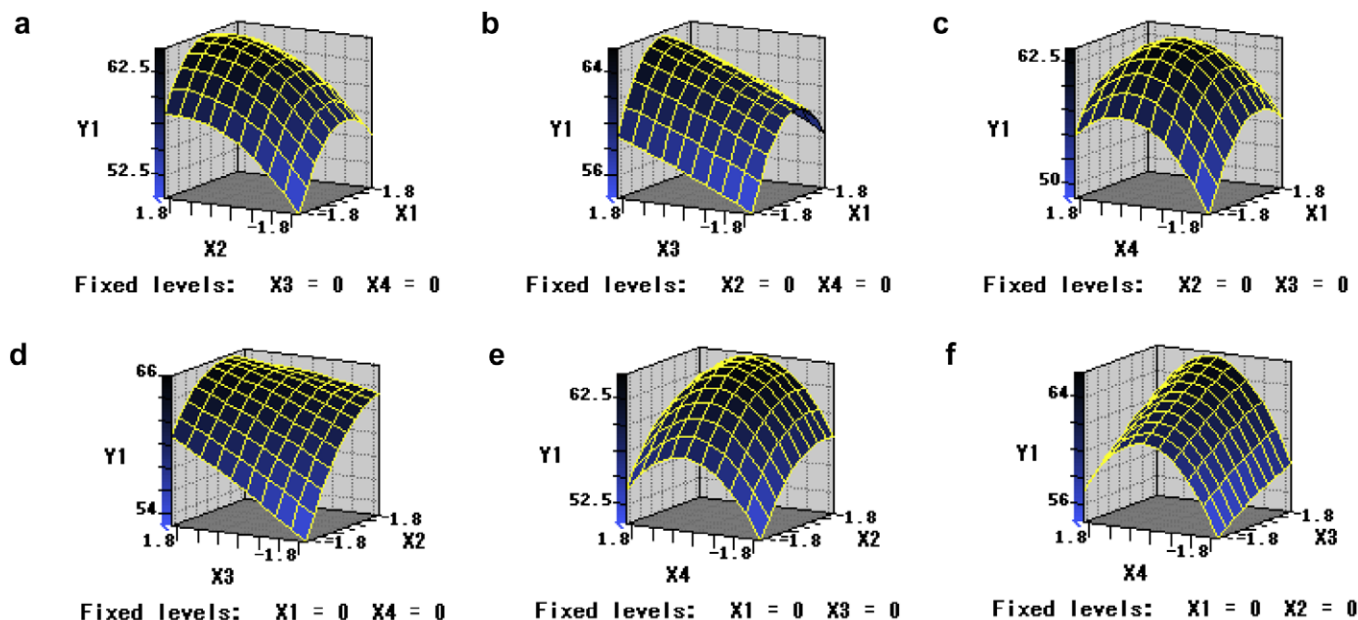 a
62.5
Y1
52.5
1.8
-1.8
-1.8
-1.8
X1
X2
Fixed levels: X3 = 0 X4 = 0
b
64
Y1
56
1.8
-1.8
-1.8
-1.8
X1
X3
Fixed levels: X2 = 0 X4 = 0
c
62.5
Y1
50
1.8
-1.8
-1.8
-1.8
X1
X4
Fixed levels: X2 = 0 X3 = 0
d
66
Y1
54
1.8
-1.8
-1.8
-1.8
X2
X3
Fixed levels: X1 = 0 X4 = 0
e
62.5
Y1
52.5
1.8
-1.8
-1.8
-1.8
X2
X4
Fixed levels: X1 = 0 X3 = 0
f
64
Y1
56
1.8
-1.8
-1.8
-1.8
X3
X4
Fixed levels: X1 = 0 X2 = 0